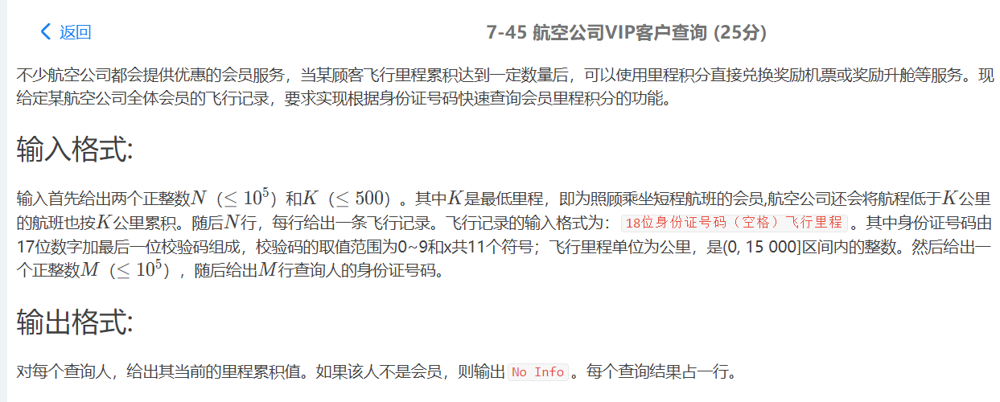 返回
7-45 航空公司VIP客户查询 (25分)
不少航空公司都会提供优惠的会员服务，当某顾客飞行里程累积达到一定数量后，可以使用里程积分直接兑换奖励机票或奖励升舱等服务。现
给定某航空公司全体会员的飞行记录，要求实现根据身份证号码快速查询会员里程积分的功能。
输入格式:
输入首先给出两个正整数N（≤10⁵）和K（≤500）。其中K是最低里程，即为照顾乘坐短程航班的会员,航空公司还会将航程低于K公里
的航班也按K公里累积。随后N行，每行给出一条飞行记录。飞行记录的输入格式为：18位身份证号码（空格）飞行里程。其中身份证号码由
17位数字加最后一位校验码组成，校验码的取值范围为0~9和x共11个符号；飞行里程单位为公里，是(0, 15 000]区间内的整数。然后给出一
个正整数M（≤10⁵），随后给出M行查询人的身份证号码。
输出格式:
对每个查询人，给出其当前的里程累积值。如果该人不是会员，则输出No Info。每个查询结果占一行。